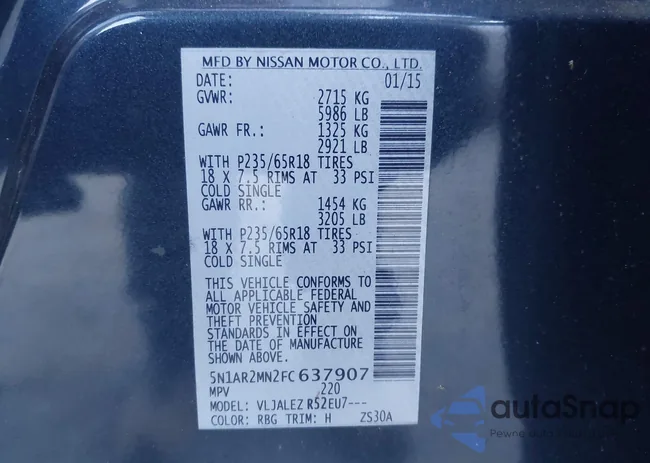 MFD BY NISSAN MOTOR CO., LTD.
DATE: 01/15
GVWR: 2715 KG
5986 LB
GAWR FR.: 1325 KG
2921 LB
WITH P235/65R18 TIRES
18 X 7.5 RIMS AT 33 PSI
COLD SINGLE
GAWR RR.: 1454 KG
3205 LB
WITH P235/65R18 TIRES
18 X 7.5 RIMS AT 33 PSI
COLD SINGLE
THIS VEHICLE CONFORMS TO
ALL APPLICABLE FEDERAL
MOTOR VEHICLE SAFETY AND
THEFT PREVENTION
STANDARDS IN EFFECT ON
THE DATE OF MANUFACTURE
SHOWN ABOVE.
5N1AR2MN2FC 637907
MPV 220
MODEL: VLJALEZ R52EU7---
COLOR: RBG TRIM: H ZS30A
autoSnap